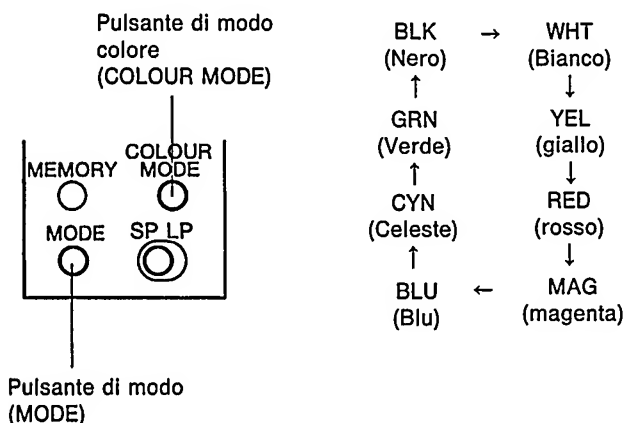 Pulsante di modo
colore
(COLOUR MODE)
MEMORY
COLOUR
MODE
MODE
SP LP
Pulsante di modo
(MODE)
BLK → WHT
(Nero) (Bianco)
↑ ↓
GRN YEL
(Verde) (giallo)
↑ ↓
CYN RED
(Celeste) (rosso)
↑ ↓
BLU ← MAG
(Blu) (magenta)